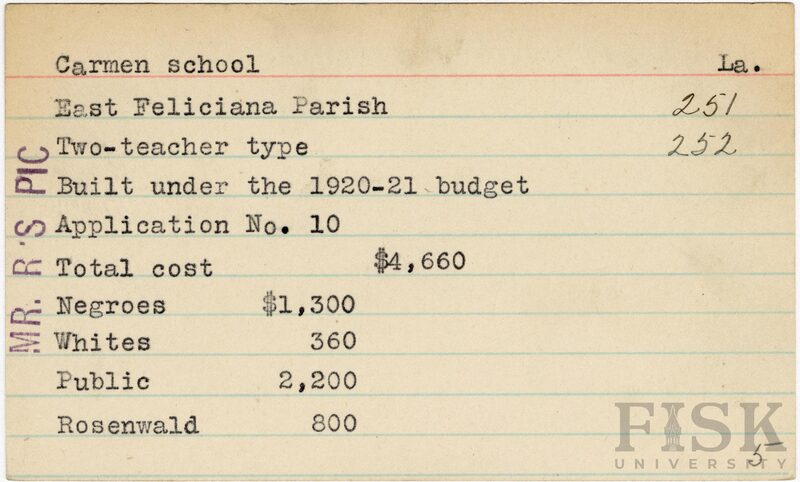 Carmen school La.
East Feliciana Parish 251
Two-teacher type 252
Built under the 1920-21 budget
Application No. 10
Total cost $4,660
Negroes $1,300
Whites 360
Public 2,200
Rosenwald 800
MR. R'S PIC
FISK
UNIVERSITY
5